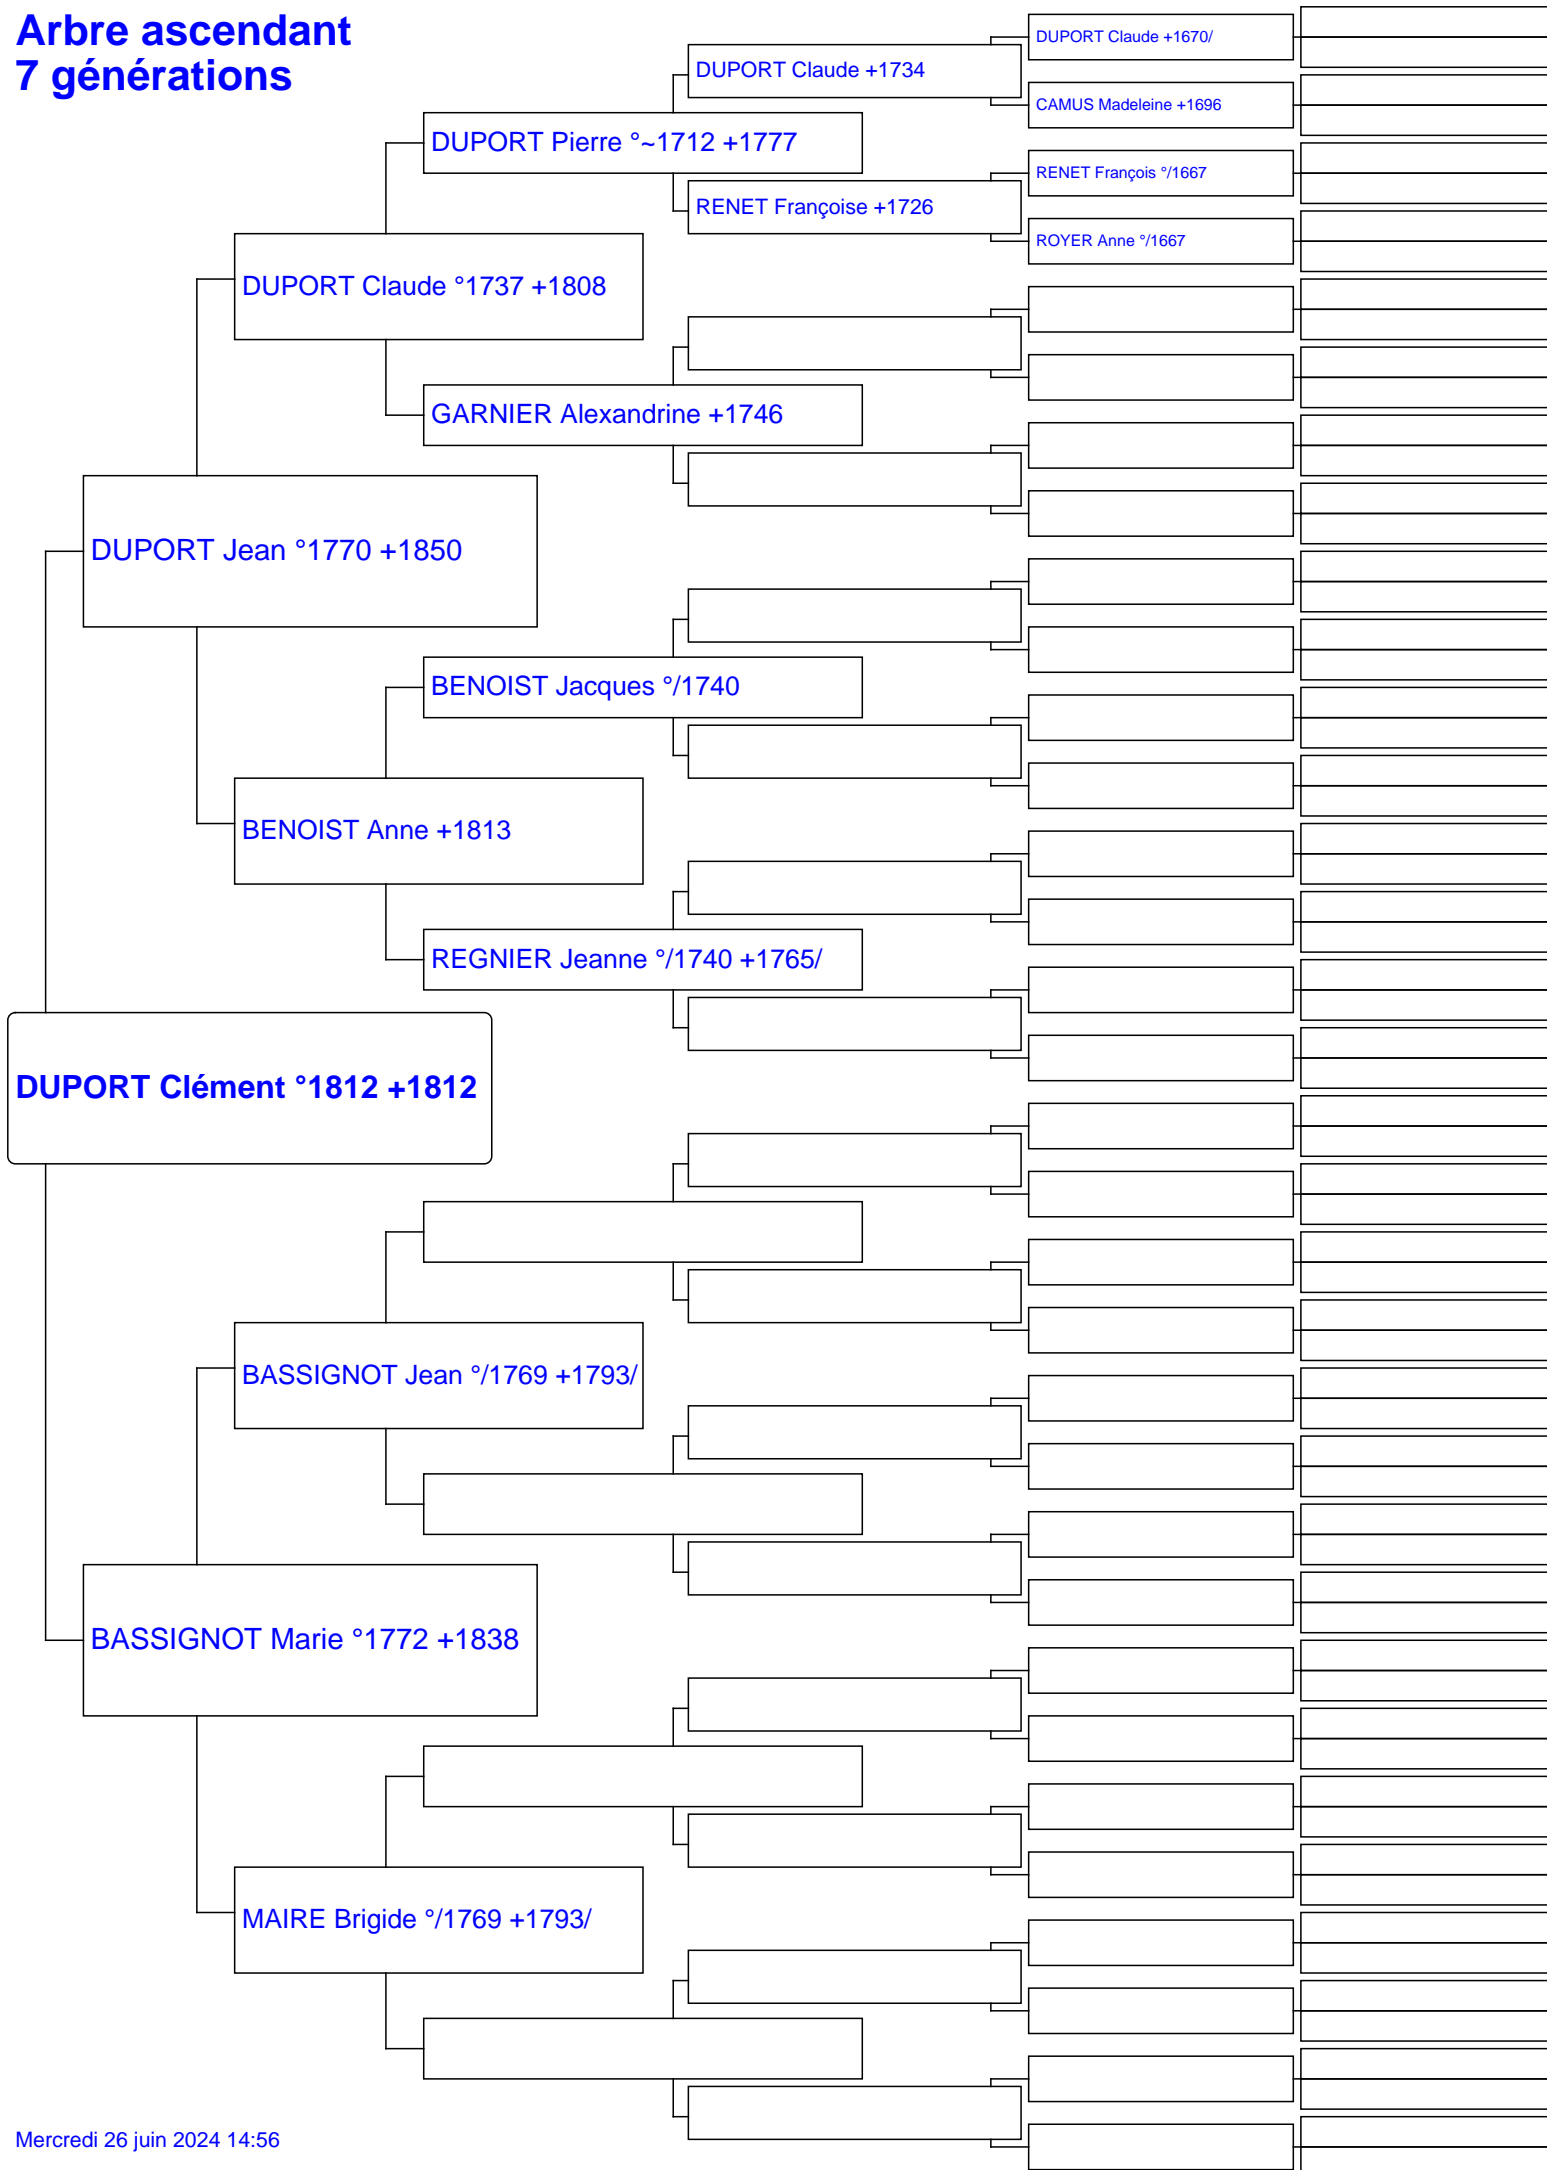 Arbre ascendant
7 générations
DUPORT Claude +1670/
DUPORT Claude +1734
CAMUS Madeleine +1696
DUPORT Pierre °~1712 +1777
RENET François °/1667
RENET Françoise +1726
ROYER Anne °/1667
DUPORT Claude °1737 +1808
GARNIER Alexandrine +1746
DUPORT Jean °1770 +1850
BENOIST Jacques °/1740
BENOIST Anne +1813
REGNIER Jeanne °/1740 +1765/
DUPORT Clément °1812 +1812
BASSIGNOT Jean °/1769 +1793/
BASSIGNOT Marie °1772 +1838
MAIRE Brigide °/1769 +1793/
Mercredi 26 juin 2024 14:56